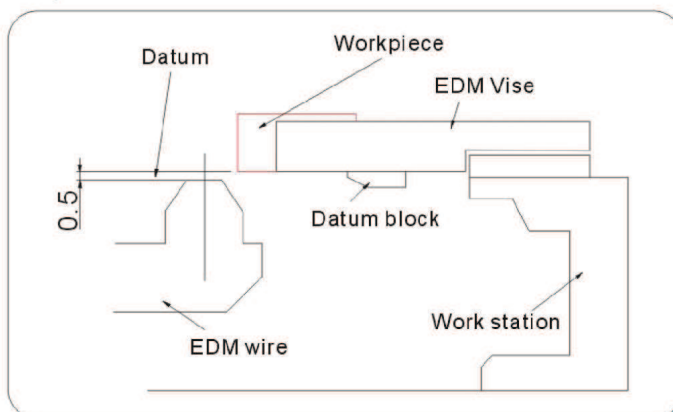 Workpiece
Datum
EDM Vise
0.5
Datum block
Work station
EDM wire